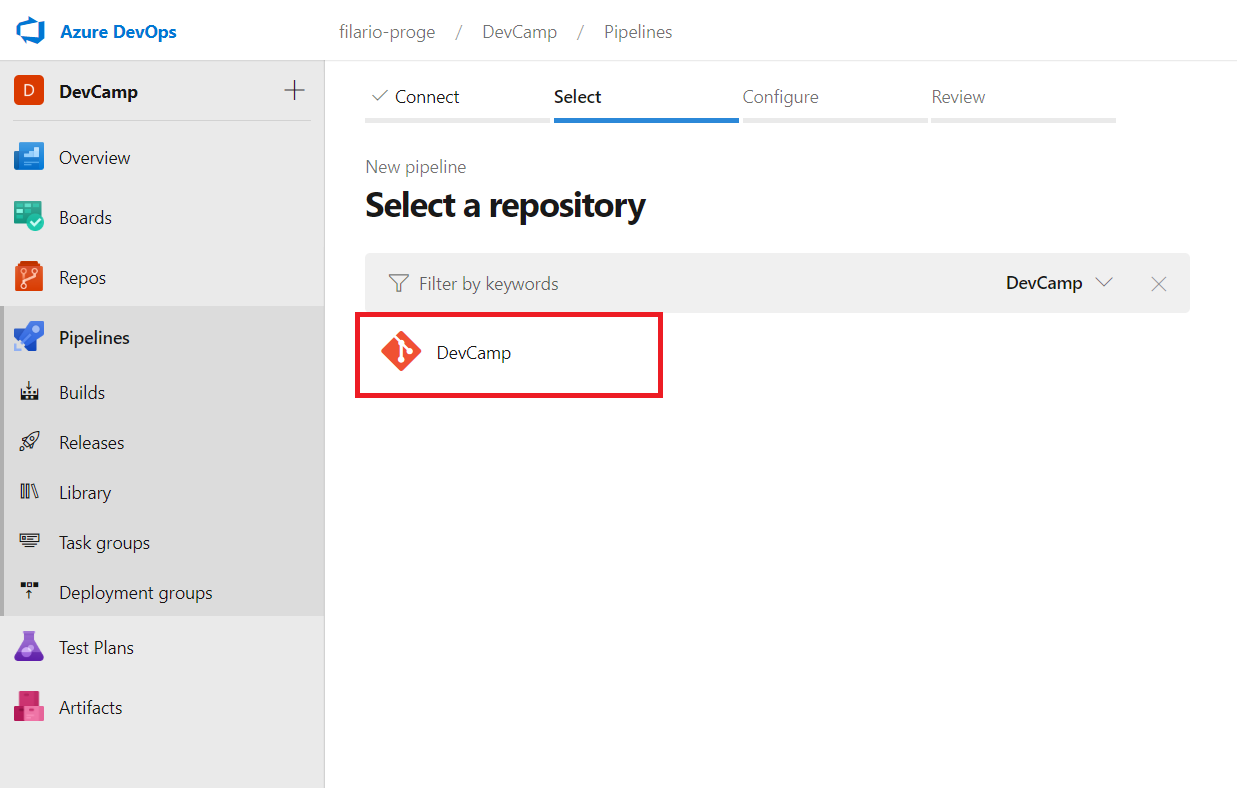 Azure DevOps
filario-proge / DevCamp / Pipelines
D DevCamp
Overview
Boards
Repos
Pipelines
Builds
Releases
Library
Task groups
Deployment groups
Test Plans
Artifacts
Connect Select Configure Review
New pipeline
Select a repository
Filter by keywords DevCamp
DevCamp